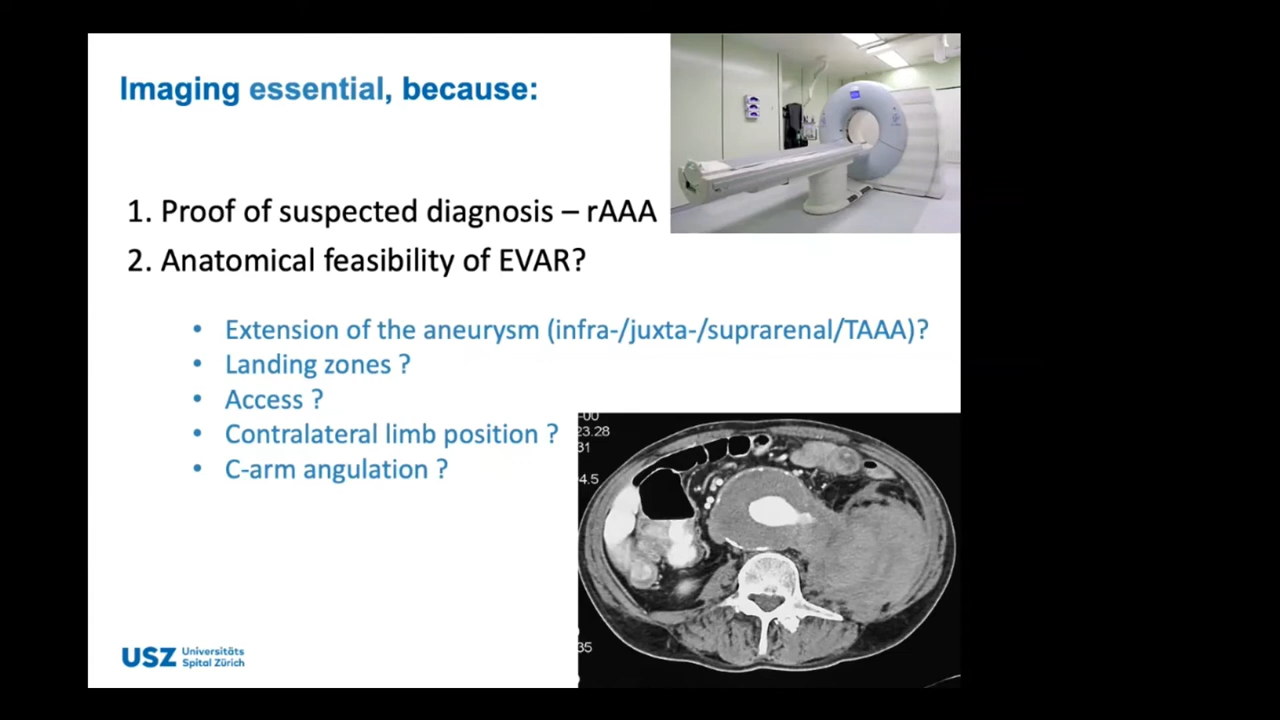 Imaging essential, because:
1. Proof of suspected diagnosis – rAAA
2. Anatomical feasibility of EVAR?
• Extension of the aneurysm (infra-/juxta-/suprarenal/TAAA)?
• Landing zones ?
• Access ?
• Contralateral limb position ?
• C-arm angulation ?
-00
23.28
31
4.5
35
USZ Universitäts
Spital Zürich